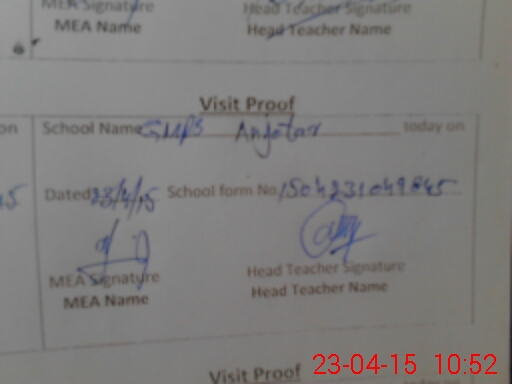 MEA Signature Head Teacher Signature
MEA Name Head Teacher Name
Visit Proof
on School Name GMPS Anjotar today on
Dated 23/4/15 School form No.
MEA Signature Head Teacher Signature
MEA Name Head Teacher Name
Visit Proof
23-04-15 10:52